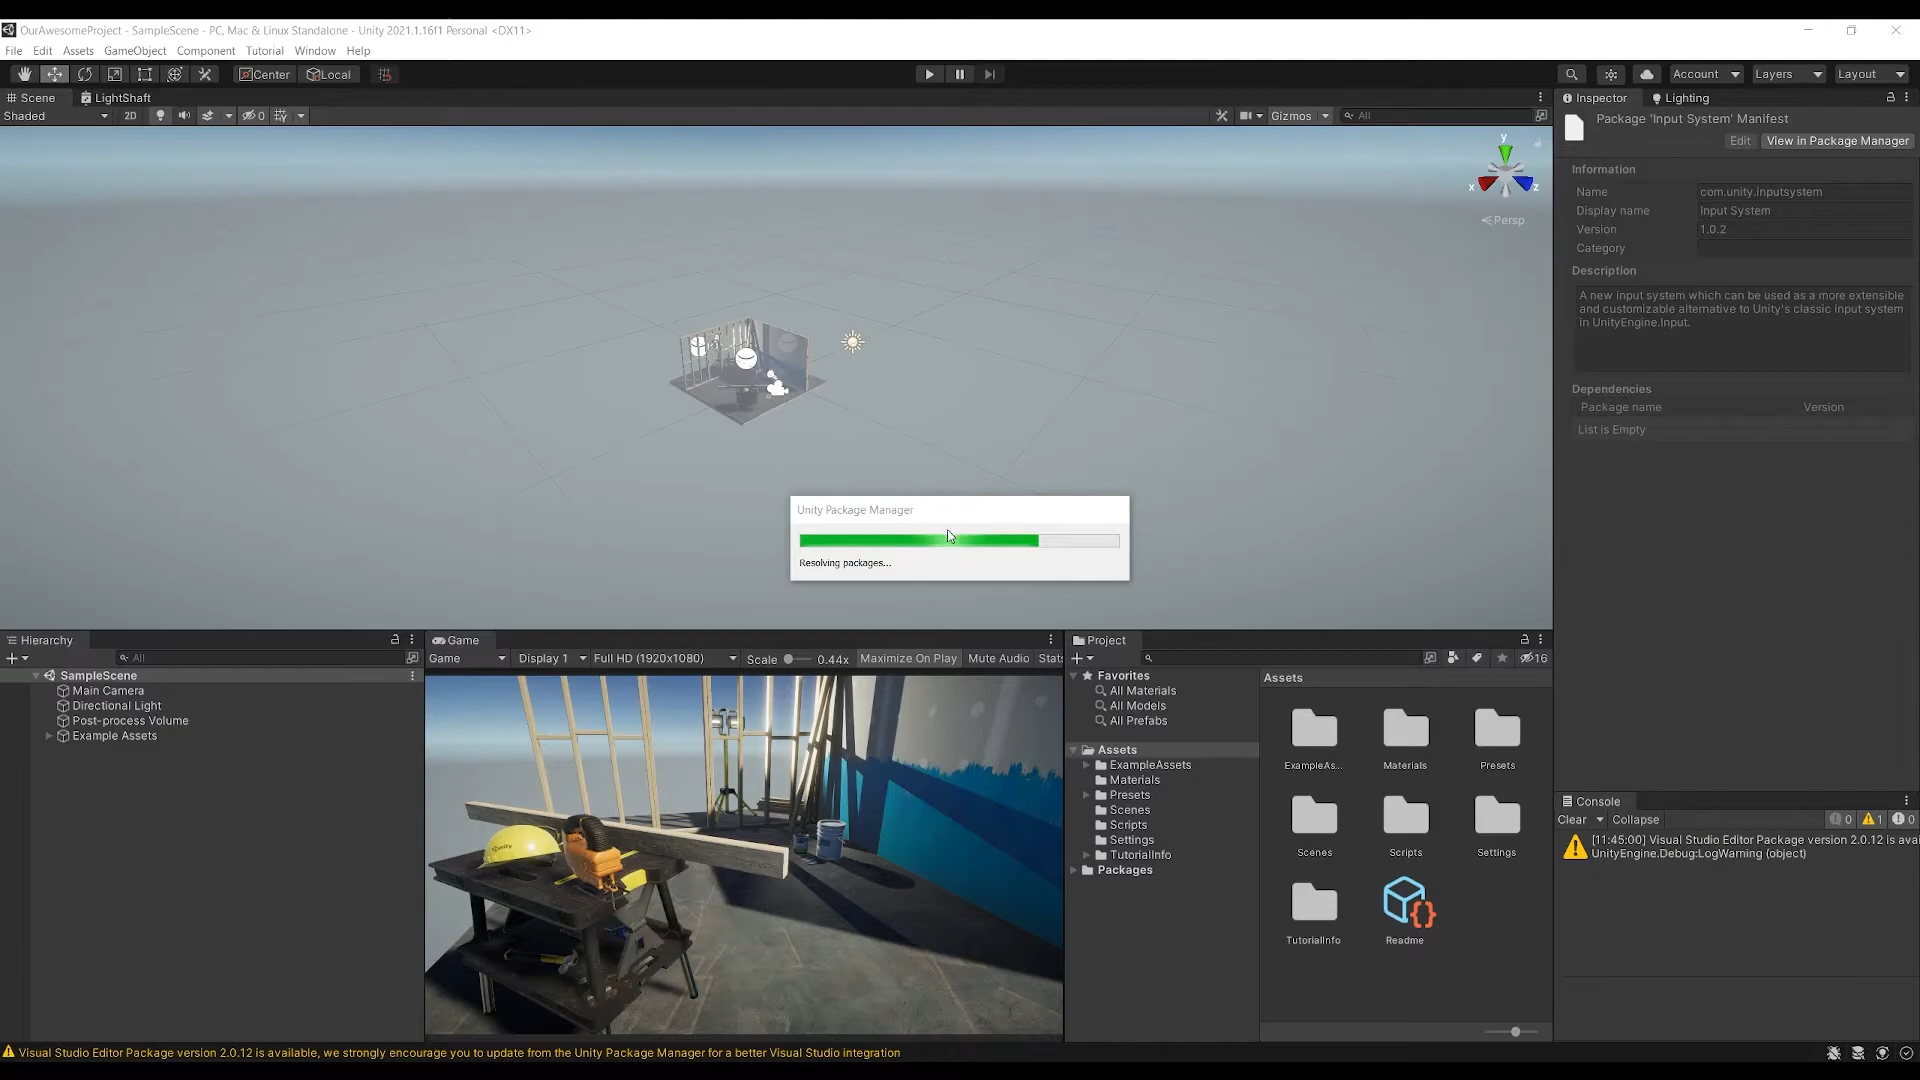 OurAwesomeProject - SampleScene - PC, Mac & Linux Standalone - Unity 2021.1.16f1 Personal <DX11>
File Edit Assets GameObject Component Tutorial Window Help
Center Local
Account Layers Layout
Scene LightShaft
Shaded 2D 0 Gizmos All
y
x z
Persp
Unity Package Manager
Resolving packages...
Inspector Lighting
Package 'Input System' Manifest
Edit View in Package Manager
Information
Name com.unity.inputsystem
Display name Input System
Version 1.0.2
Category
Description
A new input system which can be used as a more extensible
and customizable alternative to Unity's classic input system
in UnityEngine.Input.
Dependencies
Package name Version
List is Empty
Hierarchy
All
SampleScene
Main Camera
Directional Light
Post-process Volume
Example Assets
Game
Game Display 1 Full HD (1920x1080) Scale 0.44x Maximize On Play Mute Audio Stats
unity
Project
16
Favorites
All Materials
All Models
All Prefabs
Assets
ExampleAssets
Materials
Presets
Scenes
Scripts
Settings
TutorialInfo
Packages
Assets
ExampleAs... Materials Presets
Scenes Scripts Settings
TutorialInfo Readme
Console
Clear Collapse 0 1 0
[11:45:00] Visual Studio Editor Package version 2.0.12 is avai
UnityEngine.Debug:LogWarning (object)
Visual Studio Editor Package version 2.0.12 is available, we strongly encourage you to update from the Unity Package Manager for a better Visual Studio integration